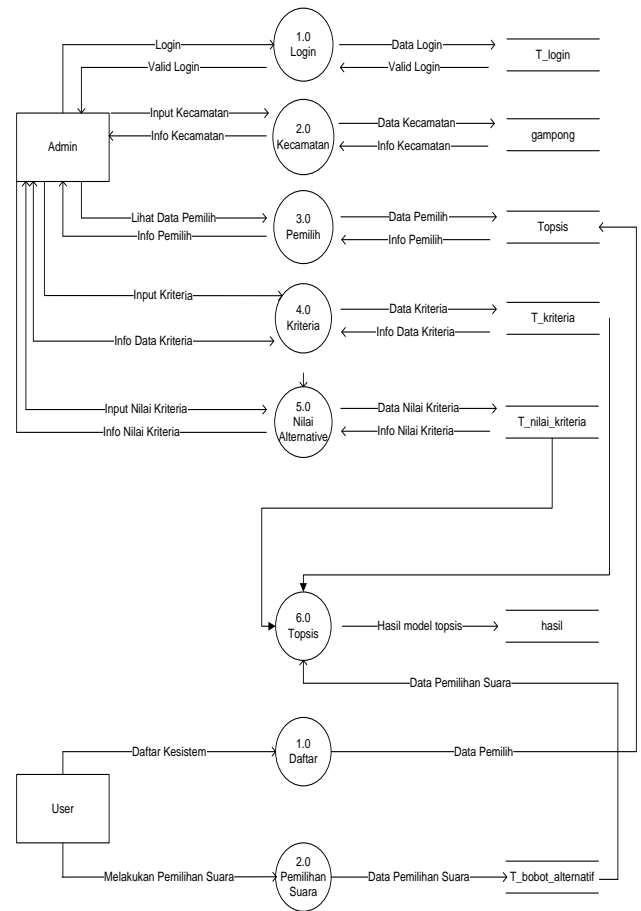 Login
1.0
Login
Data Login
T_login
Valid Login
Valid Login
Admin
Input Kecamatan
Info Kecamatan
2.0
Kecamatan
Data Kecamatan
Info Kecamatan
gampong
Lihat Data Pemilih
Info Pemilih
3.0
Pemilih
Data Pemilih
Info Pemilih
Topsis
Input Kriteria
Info Data Kriteria
4.0
Kriteria
Data Kriteria
Info Data Kriteria
T_kriteria
Input Nilai Kriteria
Info Nilai Kriteria
5.0
Nilai
Alternative
Data Nilai Kriteria
Info Nilai Kriteria
T_nilai_kriteria
6.0
Topsis
Hasil model topsis
hasil
Data Pemilihan Suara
Daftar Kesistem
1.0
Daftar
Data Pemilih
User
Melakukan Pemilihan Suara
2.0
Pemilihan
Suara
Data Pemilihan Suara
T_bobot_alternatif